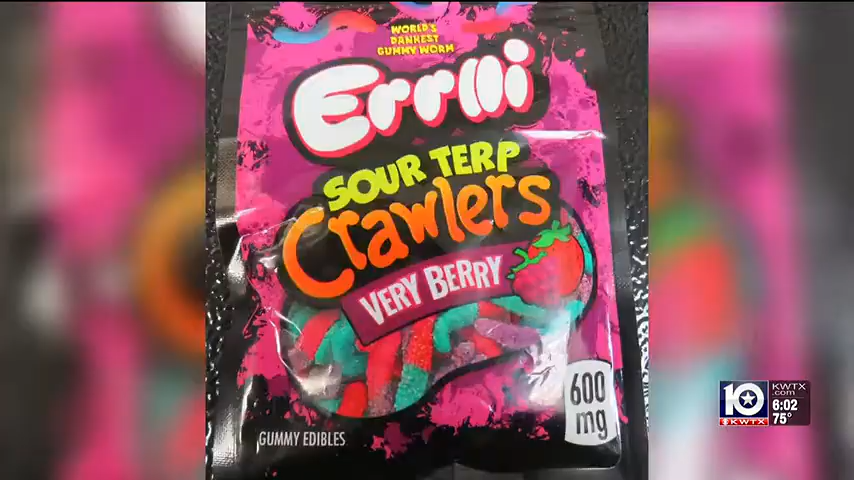 WORLD'S
DANKEST
GUMMY WORM
Errlli
SOUR TERP
Crawlers
VERY BERRY
600
mg
GUMMY EDIBLES
10
KWTX
KWTX
.com
6:02
75°